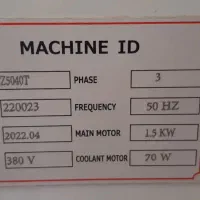 MACHINE ID
Z5040T PHASE 3
220023 FREQUENCY 50 HZ
2022.04 MAIN MOTOR 1.5 KW
380 V COOLANT MOTOR 70 W